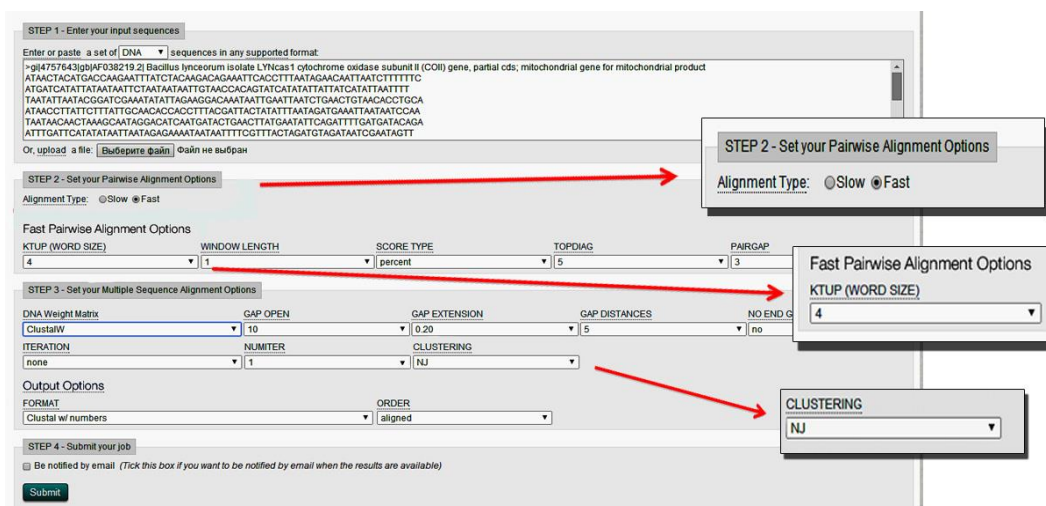 STEP 1 - Enter your input sequences
Enter or paste a set of DNA sequences in any supported format:
>gi|4757643|gb|AF038219.2| Bacillus lynceorum isolate LYNcas1 cytochrome oxidase subunit II (COII) gene, partial cds; mitochondrial gene for mitochondrial product
ATAACTACATGACCAAGAATTTATCTACAAGACAGAAATTCACCTTTAATAGAACAATTAATCTTTTTTC
ATGATCATATTATAATAATTCTAATAATAATTGTAACCACAGTATCATATATTATTATCATATTAATTTT
TAATATTAATACGGATCGAAATATATTAGAAGGACAAATAATTGAATTAATCTGAACTGTAACACCTGCA
ATAACCTTATTCTTTATTGCAACACCACCTTTACGATTACTATATTTAATAGATGAAATTAATAATCCAA
TAATAACAACTAAAGCAATAGGACATCAATGATACTGAACTTATGAATATTCAGATTTTGATGATACAGA
ATTTGATTCATATATAATTAATAGAGAAAATAATAATTTTCGTTTACTAGATGTAGATAATCGAATAGTT
Or, upload a file: Выберите файл Файл не выбран
STEP 2 - Set your Pairwise Alignment Options
Alignment Type: Slow Fast
Fast Pairwise Alignment Options
KTUP (WORD SIZE) WINDOW LENGTH SCORE TYPE TOPDIAG PAIRGAP
4 1 percent 5 3
STEP 3 - Set your Multiple Sequence Alignment Options
DNA Weight Matrix GAP OPEN GAP EXTENSION GAP DISTANCES NO END G
ClustalW 10 0.20 5 no
ITERATION NUMITER CLUSTERING
none 1 NJ
Output Options
FORMAT ORDER
Clustal w/ numbers aligned
STEP 4 - Submit your job
Be notified by email (Tick this box if you want to be notified by email when the results are available)
Submit
STEP 2 - Set your Pairwise Alignment Options
Alignment Type: Slow Fast
Fast Pairwise Alignment Options
KTUP (WORD SIZE)
4
CLUSTERING
NJ